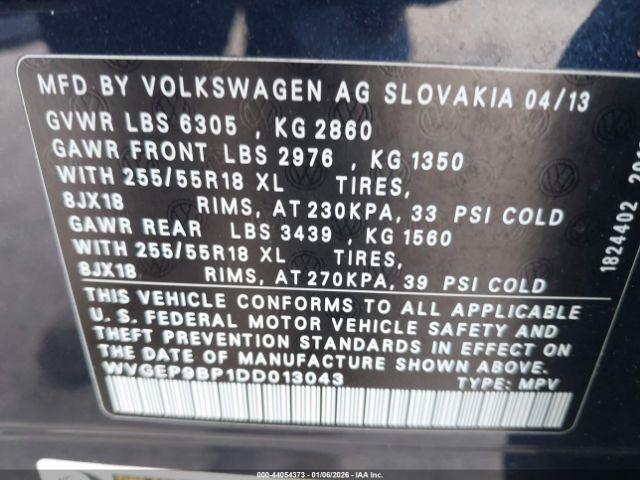 MFD BY VOLKSWAGEN AG SLOVAKIA 04/13
GVWR LBS 6305 , KG 2860
GAWR FRONT LBS 2976 , KG 1350
WITH 255/55R18 XL TIRES,
8JX18 RIMS, AT 230KPA, 33 PSI COLD
GAWR REAR LBS 3439 , KG 1560
WITH 255/55R18 XL TIRES,
8JX18 RIMS, AT 270KPA, 39 PSI COLD
THIS VEHICLE CONFORMS TO ALL APPLICABLE
U. S. FEDERAL MOTOR VEHICLE SAFETY AND
THEFT PREVENTION STANDARDS IN EFFECT ON
THE DATE OF MANUFACTURE SHOWN ABOVE.
WVGEP9BP1DD013043 TYPE: MPV
1824402
000-44054373 - 01/06/2026 - IAA Inc.